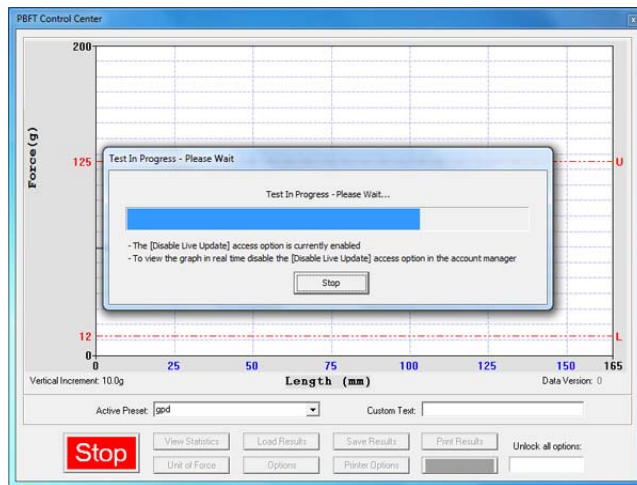 PBFT Control Center
x
200
Force(g)
125
U
Test In Progress - Please Wait
Test In Progress - Please Wait...
- The [Disable Live Update] access option is currently enabled
- To view the graph in real time disable the [Disable Live Update] access option in the account manager
Stop
12
L
0
0 25 50 75 100 125 150 165
Vertical Increment: 10.0g
Length (mm)
Data Version: 0
Active Preset: gpd
Custom Text:
Stop
View Statistics
Load Results
Save Results
Print Results
Unlock all options:
Unit of Force
Options
Printer Options